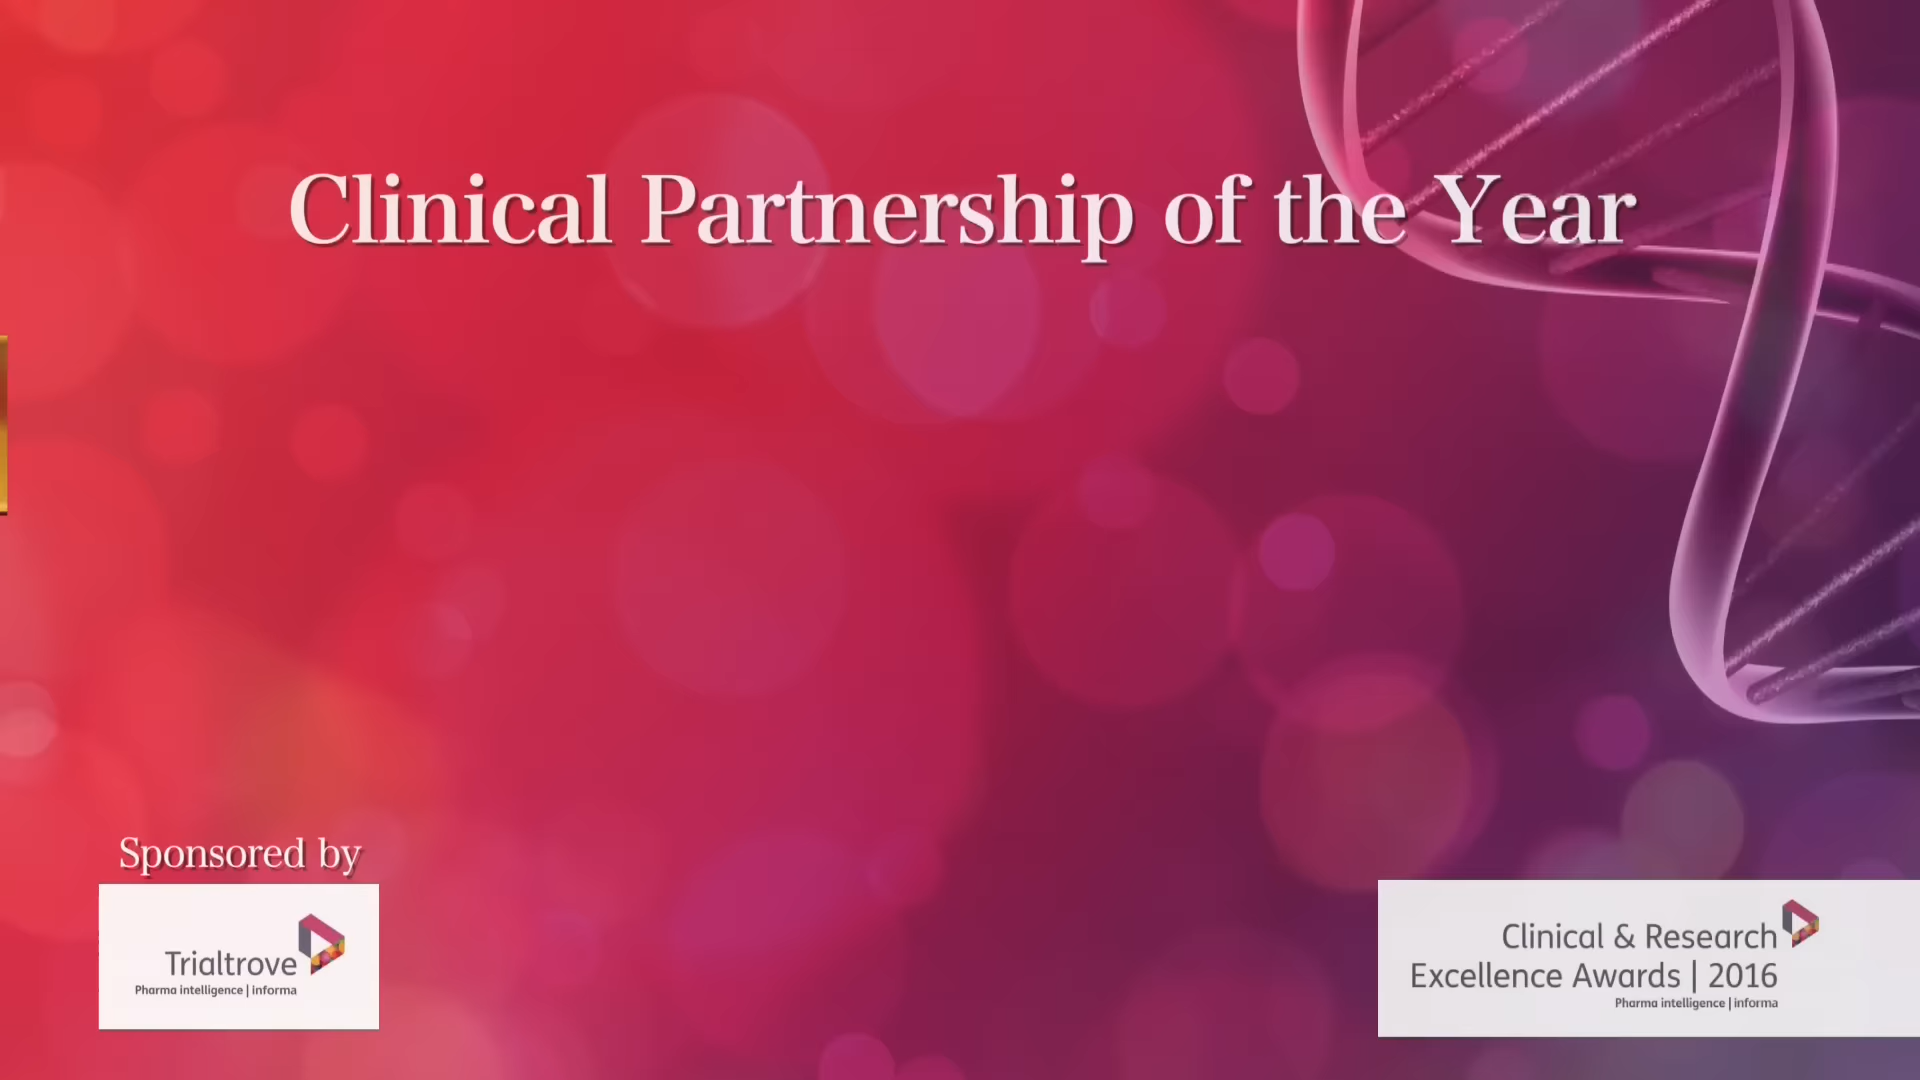 Clinical Partnership of the Year
Sponsored by
Trialtrove
Pharma intelligence | informa
Clinical & Research
Excellence Awards | 2016
Pharma intelligence | informa